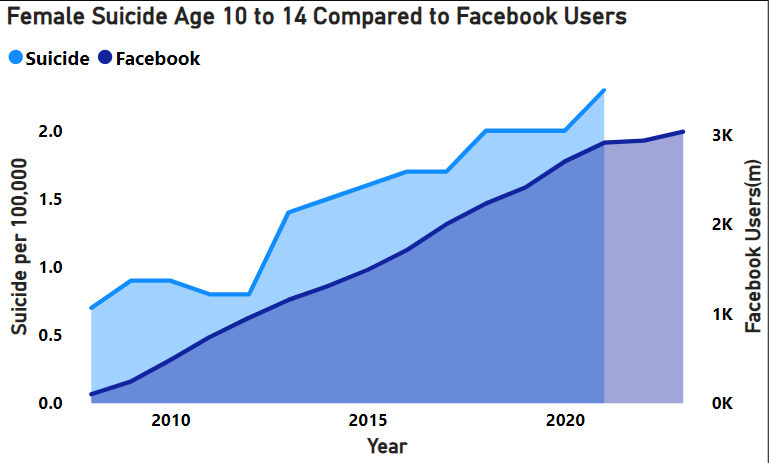 Female Suicide Age 10 to 14 Compared to Facebook Users
Suicide Facebook
Suicide per 100,000
2.0
1.5
1.0
0.5
0.0
3K
2K
1K
0K
Facebook Users(m)
2010 2015 2020
Year